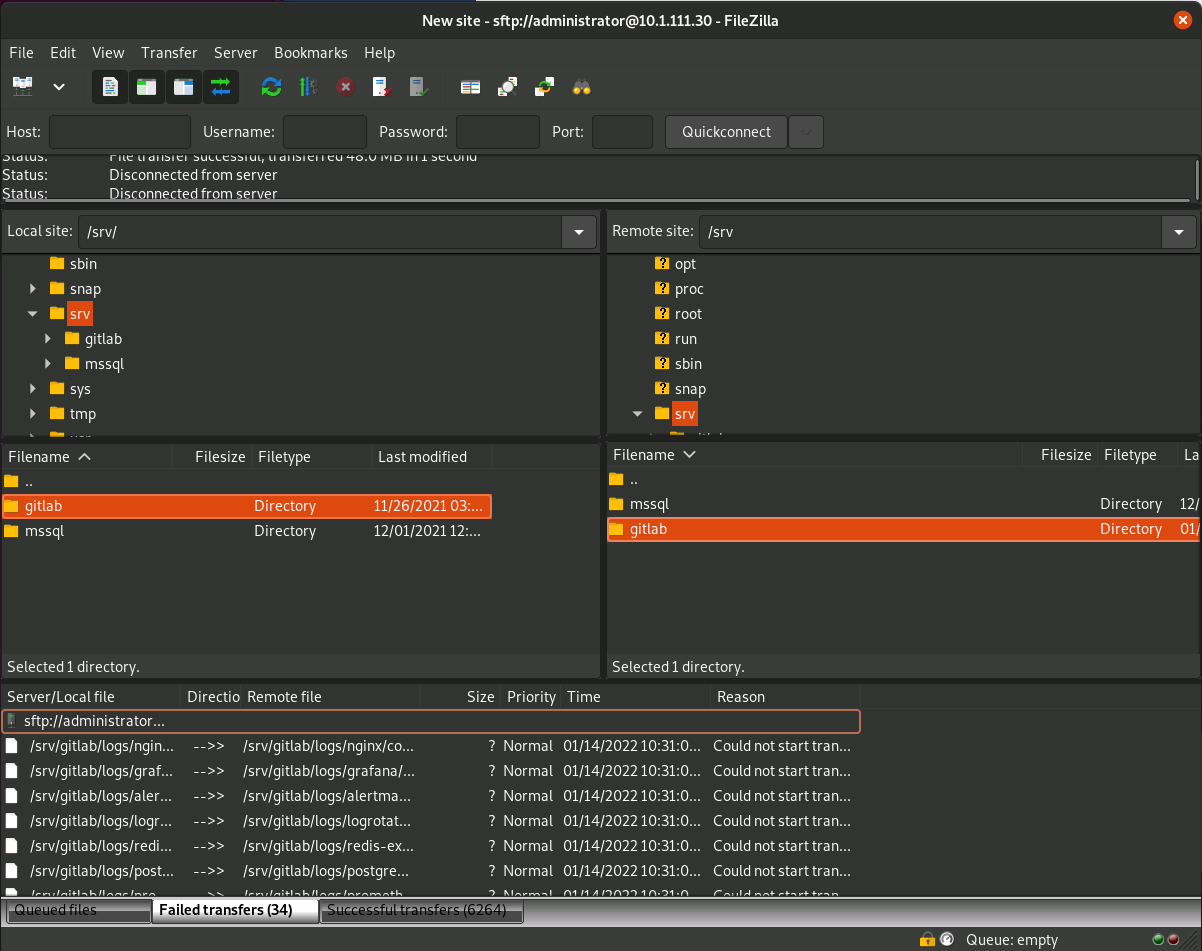 New site - sftp://administrator@10.1.111.30 - FileZilla
File Edit View Transfer Server Bookmarks Help
Host: Username: Password: Port: Quickconnect
Status: File transfer successful, transferred 48.0 MB in 1 second
Status: Disconnected from server
Status: Disconnected from server
Local site: /srv/
sbin
snap
srv
gitlab
mssql
sys
tmp
Remote site: /srv
opt
proc
root
run
sbin
snap
srv
Filename Filesize Filetype Last modified
..
gitlab Directory 11/26/2021 03:...
mssql Directory 12/01/2021 12:...
Selected 1 directory.
Filename Filesize Filetype La
..
mssql Directory 12/
gitlab Directory 01/
Selected 1 directory.
Server/Local file Directio Remote file Size Priority Time Reason
sftp://administrator...
/srv/gitlab/logs/ngin... -->> /srv/gitlab/logs/nginx/co... ? Normal 01/14/2022 10:31:0... Could not start tran...
/srv/gitlab/logs/graf... -->> /srv/gitlab/logs/grafana/... ? Normal 01/14/2022 10:31:0... Could not start tran...
/srv/gitlab/logs/aler... -->> /srv/gitlab/logs/alertma... ? Normal 01/14/2022 10:31:0... Could not start tran...
/srv/gitlab/logs/logr... -->> /srv/gitlab/logs/logrotat... ? Normal 01/14/2022 10:31:0... Could not start tran...
/srv/gitlab/logs/redi... -->> /srv/gitlab/logs/redis-ex... ? Normal 01/14/2022 10:31:0... Could not start tran...
/srv/gitlab/logs/post... -->> /srv/gitlab/logs/postgre... ? Normal 01/14/2022 10:31:0... Could not start tran...
/srv/gitlab/logs/pro... -->> /srv/gitlab/logs/prometh... ? Normal 01/14/2022 10:31:0... Could not start tran...
Queued files Failed transfers (34) Successful transfers (6264)
Queue: empty